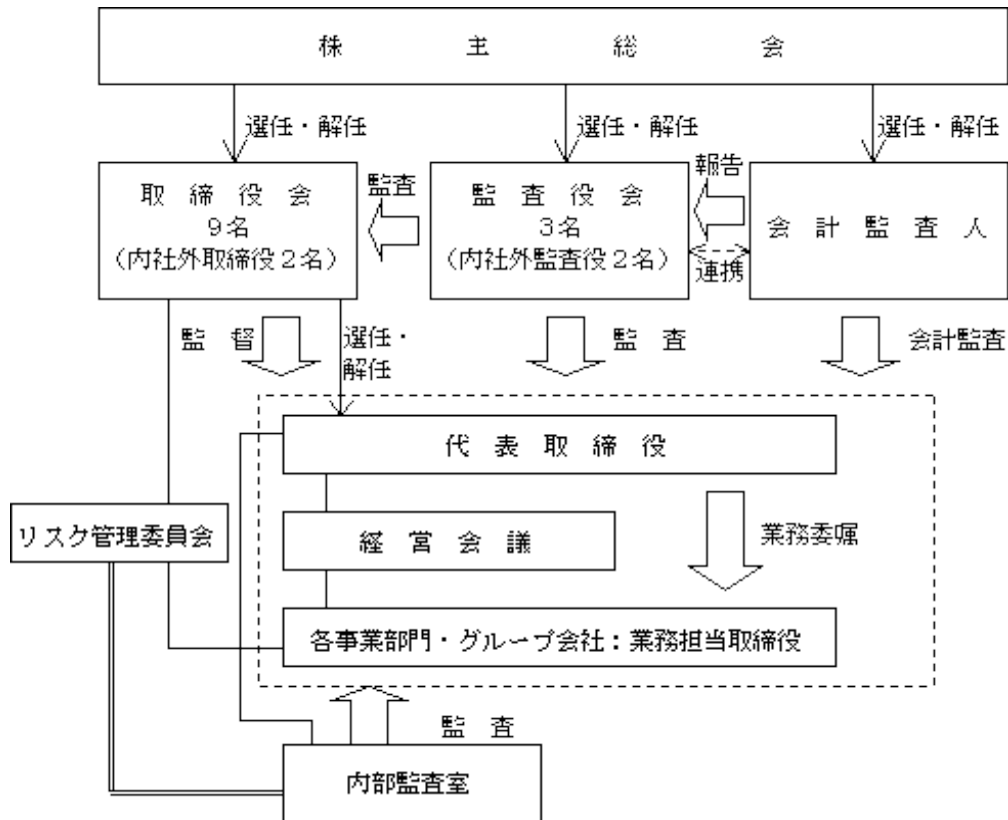 株主総会
選任・解任
選任・解任
選任・解任
取締役会
9名
（内社外取締役2名）
監査
監査役会
3名
（内社外監査役2名）
報告
連携
会計監査人
監督
選任・
解任
監査
会計監査
代表取締役
リスク管理委員会
経営会議
業務委嘱
各事業部門・グループ会社：業務担当取締役
監査
内部監査室